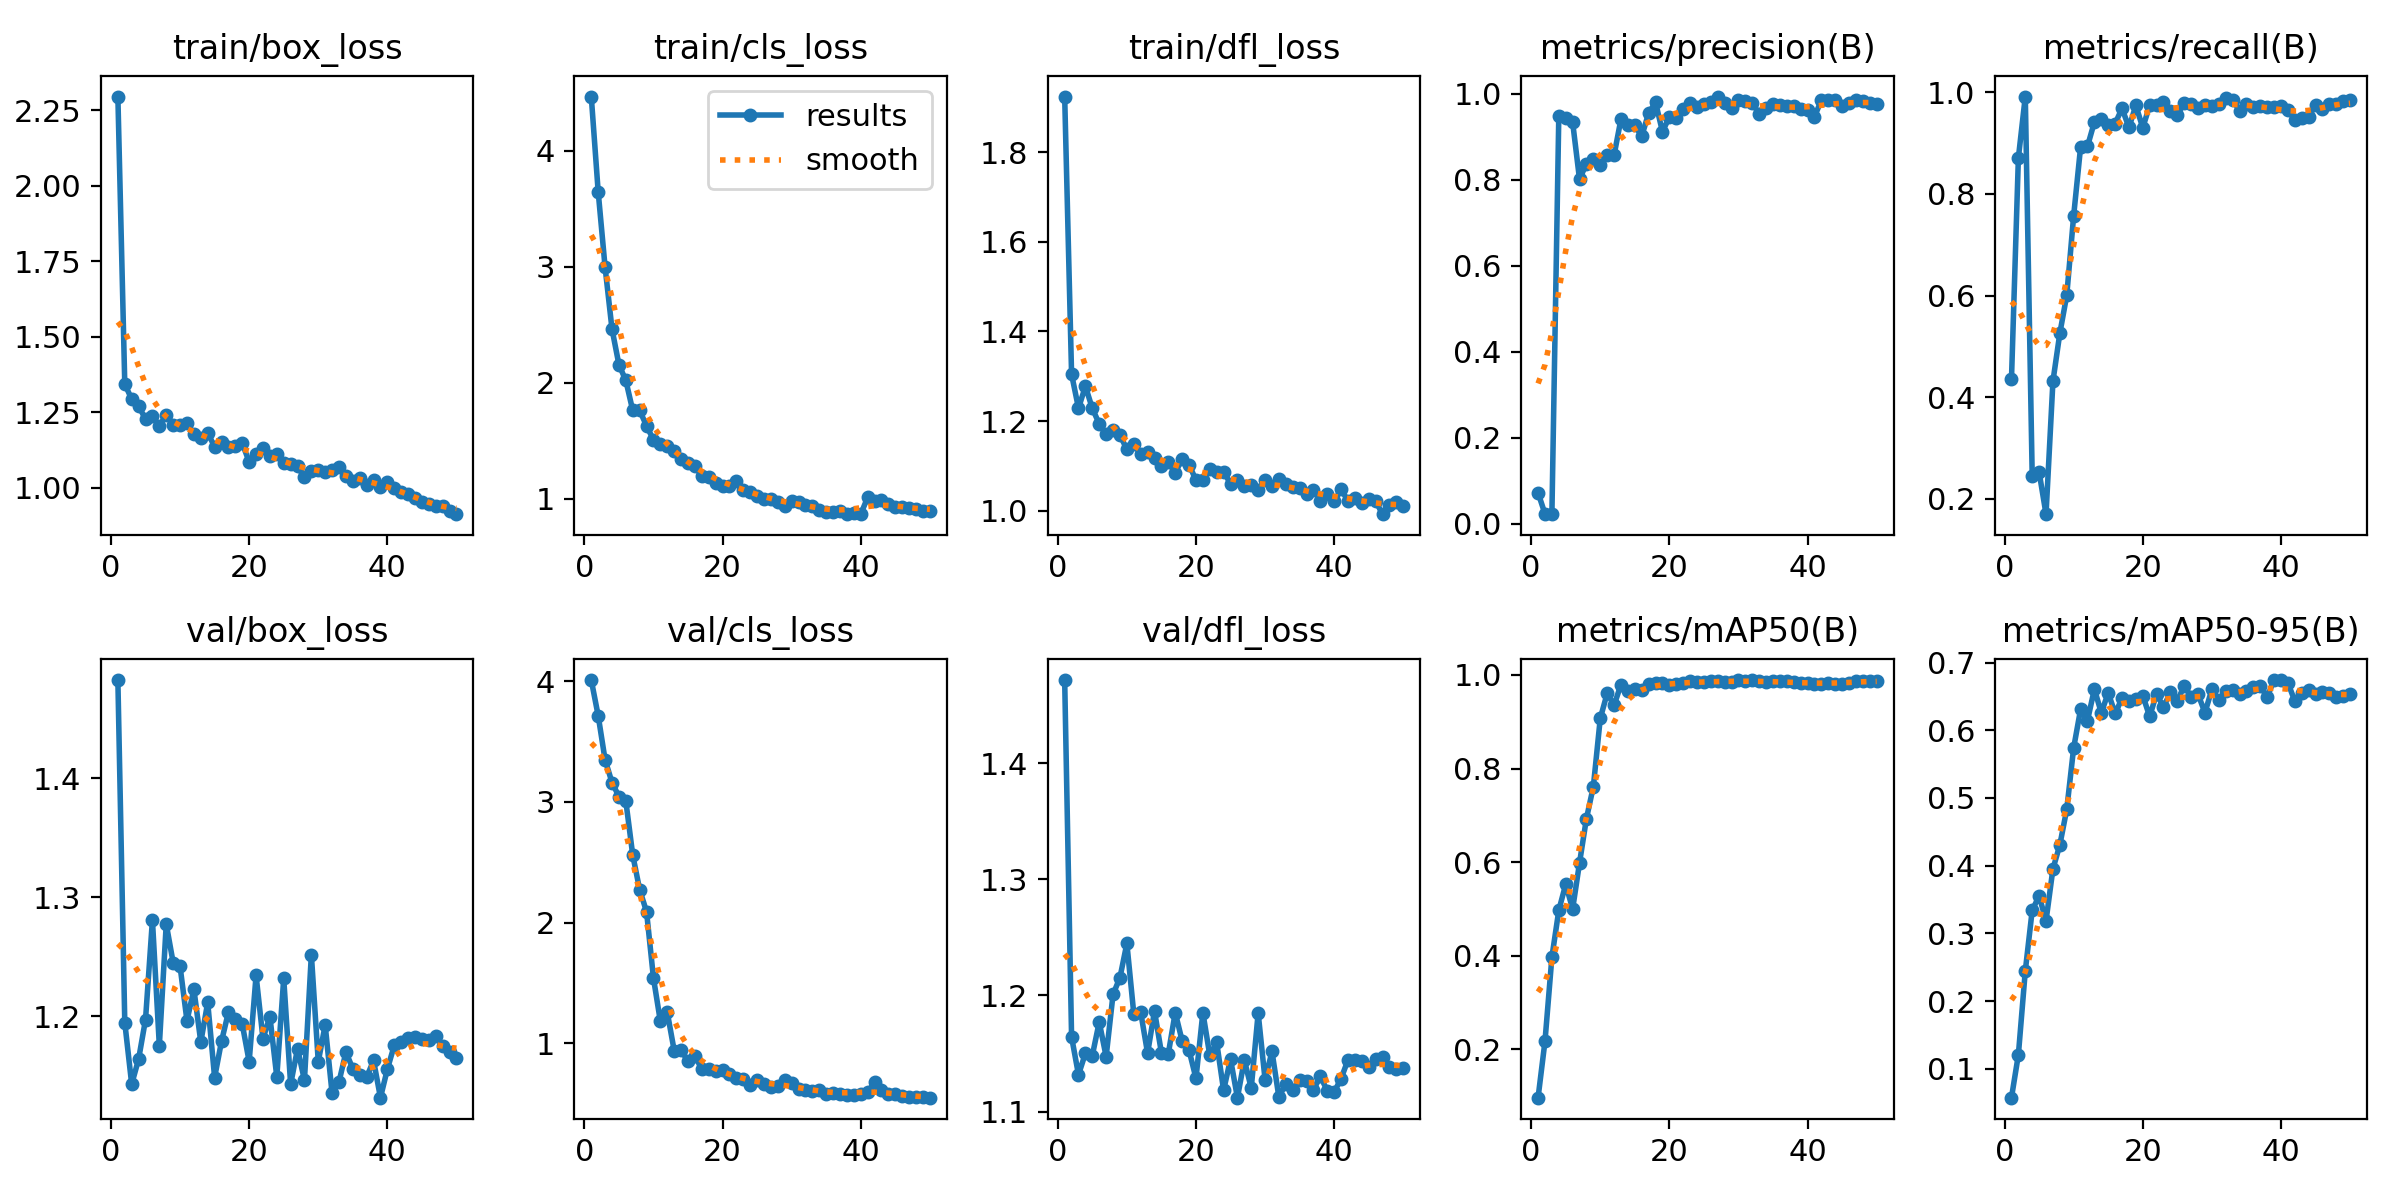 train/box_loss
2.25
2.00
1.75
1.50
1.25
1.00
0 20 40
train/cls_loss
results
smooth
4
3
2
1
0 20 40
train/dfl_loss
1.8
1.6
1.4
1.2
1.0
0 20 40
metrics/precision(B)
1.0
0.8
0.6
0.4
0.2
0.0
0 20 40
metrics/recall(B)
1.0
0.8
0.6
0.4
0.2
0 20 40
val/box_loss
1.4
1.3
1.2
0 20 40
val/cls_loss
4
3
2
1
0 20 40
val/dfl_loss
1.4
1.3
1.2
1.1
0 20 40
metrics/mAP50(B)
1.0
0.8
0.6
0.4
0.2
0 20 40
metrics/mAP50-95(B)
0.7
0.6
0.5
0.4
0.3
0.2
0.1
0 20 40